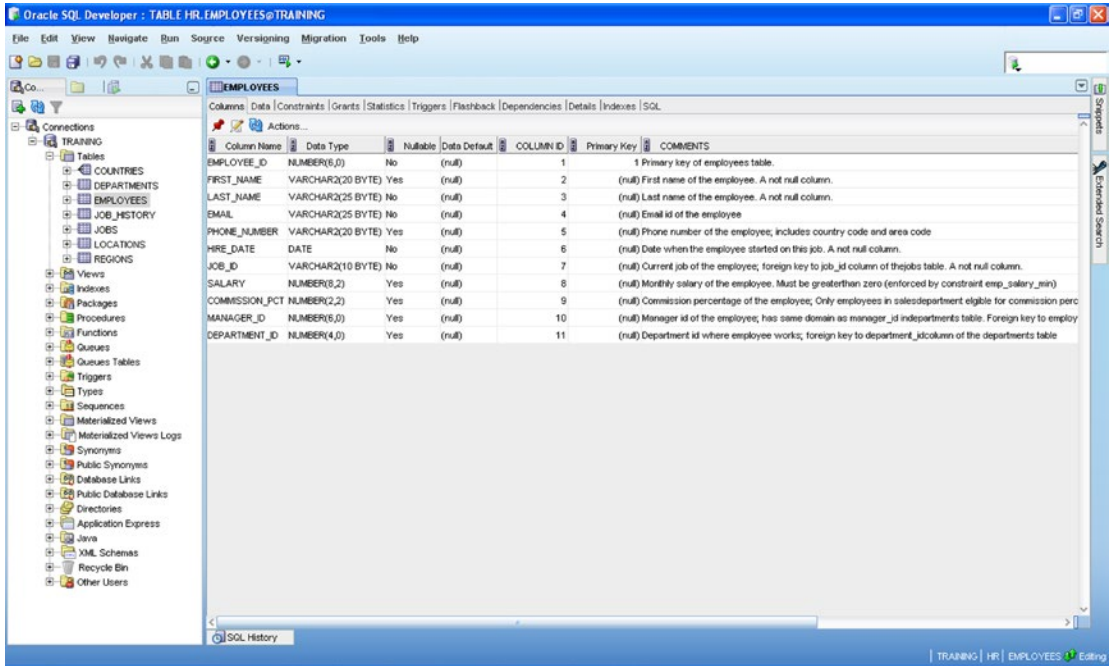 Oracle SQL Developer : TABLE HR.EMPLOYEES@TRAINING
File Edit View Navigate Run Source Versioning Migration Tools Help
Co...
EMPLOYEES
Columns Data Constraints Grants Statistics Triggers Flashback Dependencies Details Indexes SQL
Actions...
Column Name Data Type Nullable Data Default COLUMN ID Primary Key COMMENTS
EMPLOYEE_ID NUMBER(6,0) No (null) 1 1 Primary key of employees table.
FIRST_NAME VARCHAR2(20 BYTE) Yes (null) 2 (null) First name of the employee. A not null column.
LAST_NAME VARCHAR2(25 BYTE) No (null) 3 (null) Last name of the employee. A not null column.
EMAIL VARCHAR2(25 BYTE) No (null) 4 (null) Email id of the employee
PHONE_NUMBER VARCHAR2(20 BYTE) Yes (null) 5 (null) Phone number of the employee; includes country code and area code
HIRE_DATE DATE No (null) 6 (null) Date when the employee started on this job. A not null column.
JOB_ID VARCHAR2(10 BYTE) No (null) 7 (null) Current job of the employee; foreign key to job_id column of thejobs table. A not null column.
SALARY NUMBER(8,2) Yes (null) 8 (null) Monthly salary of the employee. Must be greaterthan zero (enforced by constraint emp_salary_min)
COMMISSION_PCT NUMBER(2,2) Yes (null) 9 (null) Commission percentage of the employee; Only employees in salesdepartment elgible for commission perc
MANAGER_ID NUMBER(6,0) Yes (null) 10 (null) Manager id of the employee; has same domain as manager_id indepartments table. Foreign key to employ
DEPARTMENT_ID NUMBER(4,0) Yes (null) 11 (null) Department id where employee works; foreign key to department_idcolumn of the departments table
Connections
TRAINING
Tables
COUNTRIES
DEPARTMENTS
EMPLOYEES
JOB_HISTORY
JOBS
LOCATIONS
REGIONS
Views
Indexes
Packages
Procedures
Functions
Queues
Queues Tables
Triggers
Types
Sequences
Materialized Views
Materialized Views Logs
Synonyms
Public Synonyms
Database Links
Public Database Links
Directories
Application Express
Java
XML Schemas
Recycle Bin
Other Users
Snippets
Extended Search
SQL History
TRAINING HR EMPLOYEES Editing